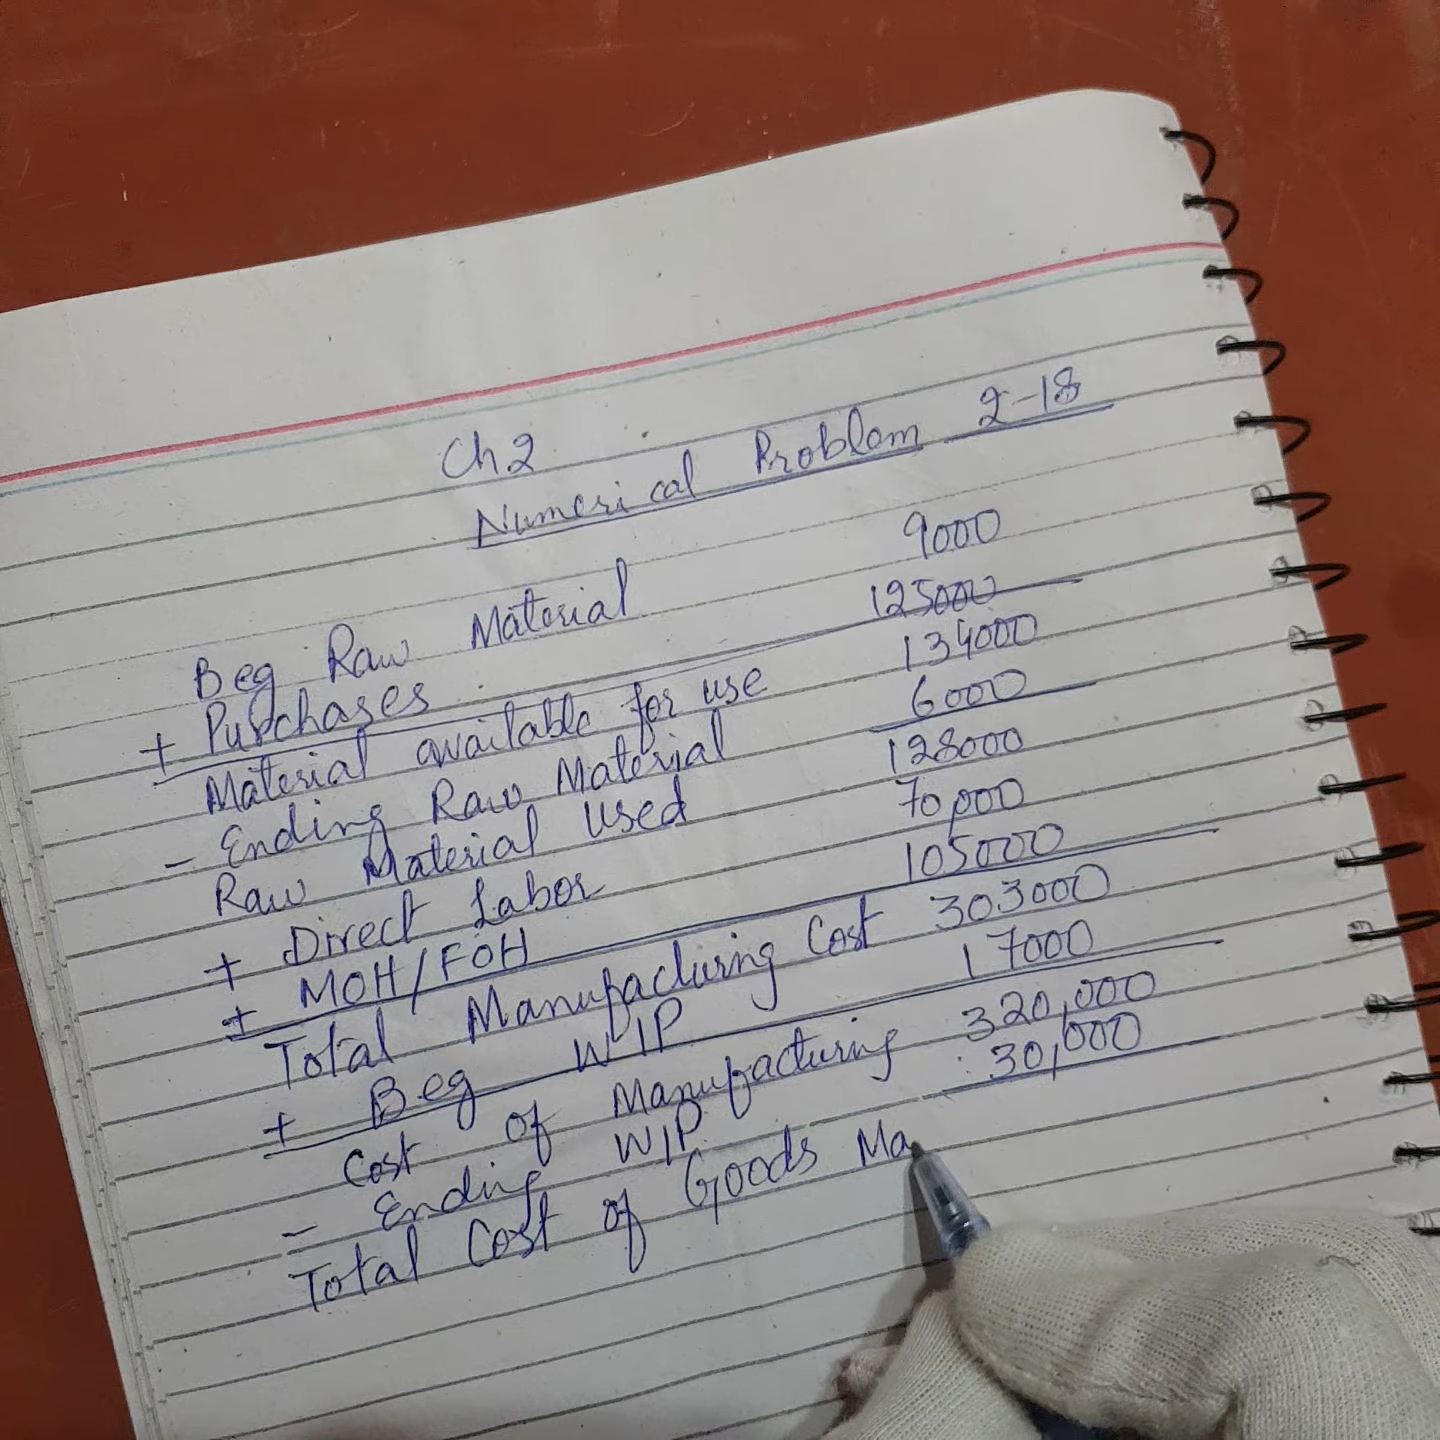 Ch2
Numerical Problem 2-18
Beg Raw Material 9000
+ Purchases 125000
Material available for use 134000
- Ending Raw Material 6000
Raw Material Used 128000
+ Direct Labor 70,000
+ MOH/FOH 105000
Total Manufacturing Cost 303000
+ Beg WIP 17000
Cost of Manufacturing 320,000
- Ending WIP 30,000
Total Cost of Goods Ma